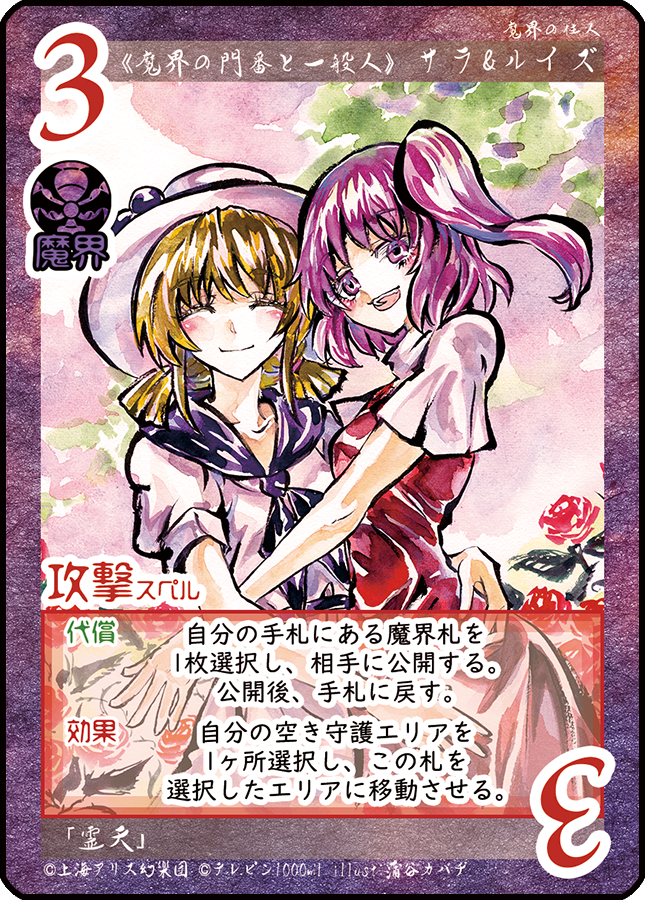 魔界の住人
3
《魔界の門番と一般人》 サラ&ルイズ
魔界
攻撃スペル
代償
自分の手札にある魔界札を
1枚選択し、相手に公開する。
公開後、手札に戻す。
効果
自分の空き守護エリアを
1ヶ所選択し、この札を
選択したエリアに移動させる。
3
「霊天」
©上海アリス幻樂団 ©テレピン1000ml illust.蒲谷カバヂ